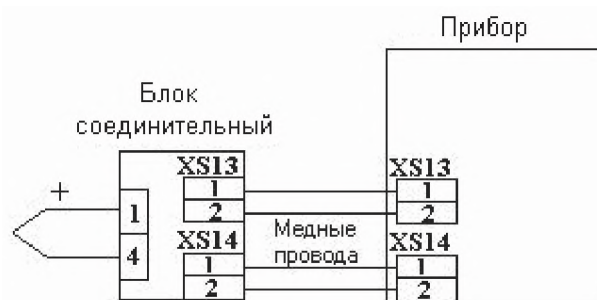 Прибор
Блок
соединительный
XS13
1
2
XS14
1
2
+
1
4
Медные
провода
XS13
1
2
XS14
1
2